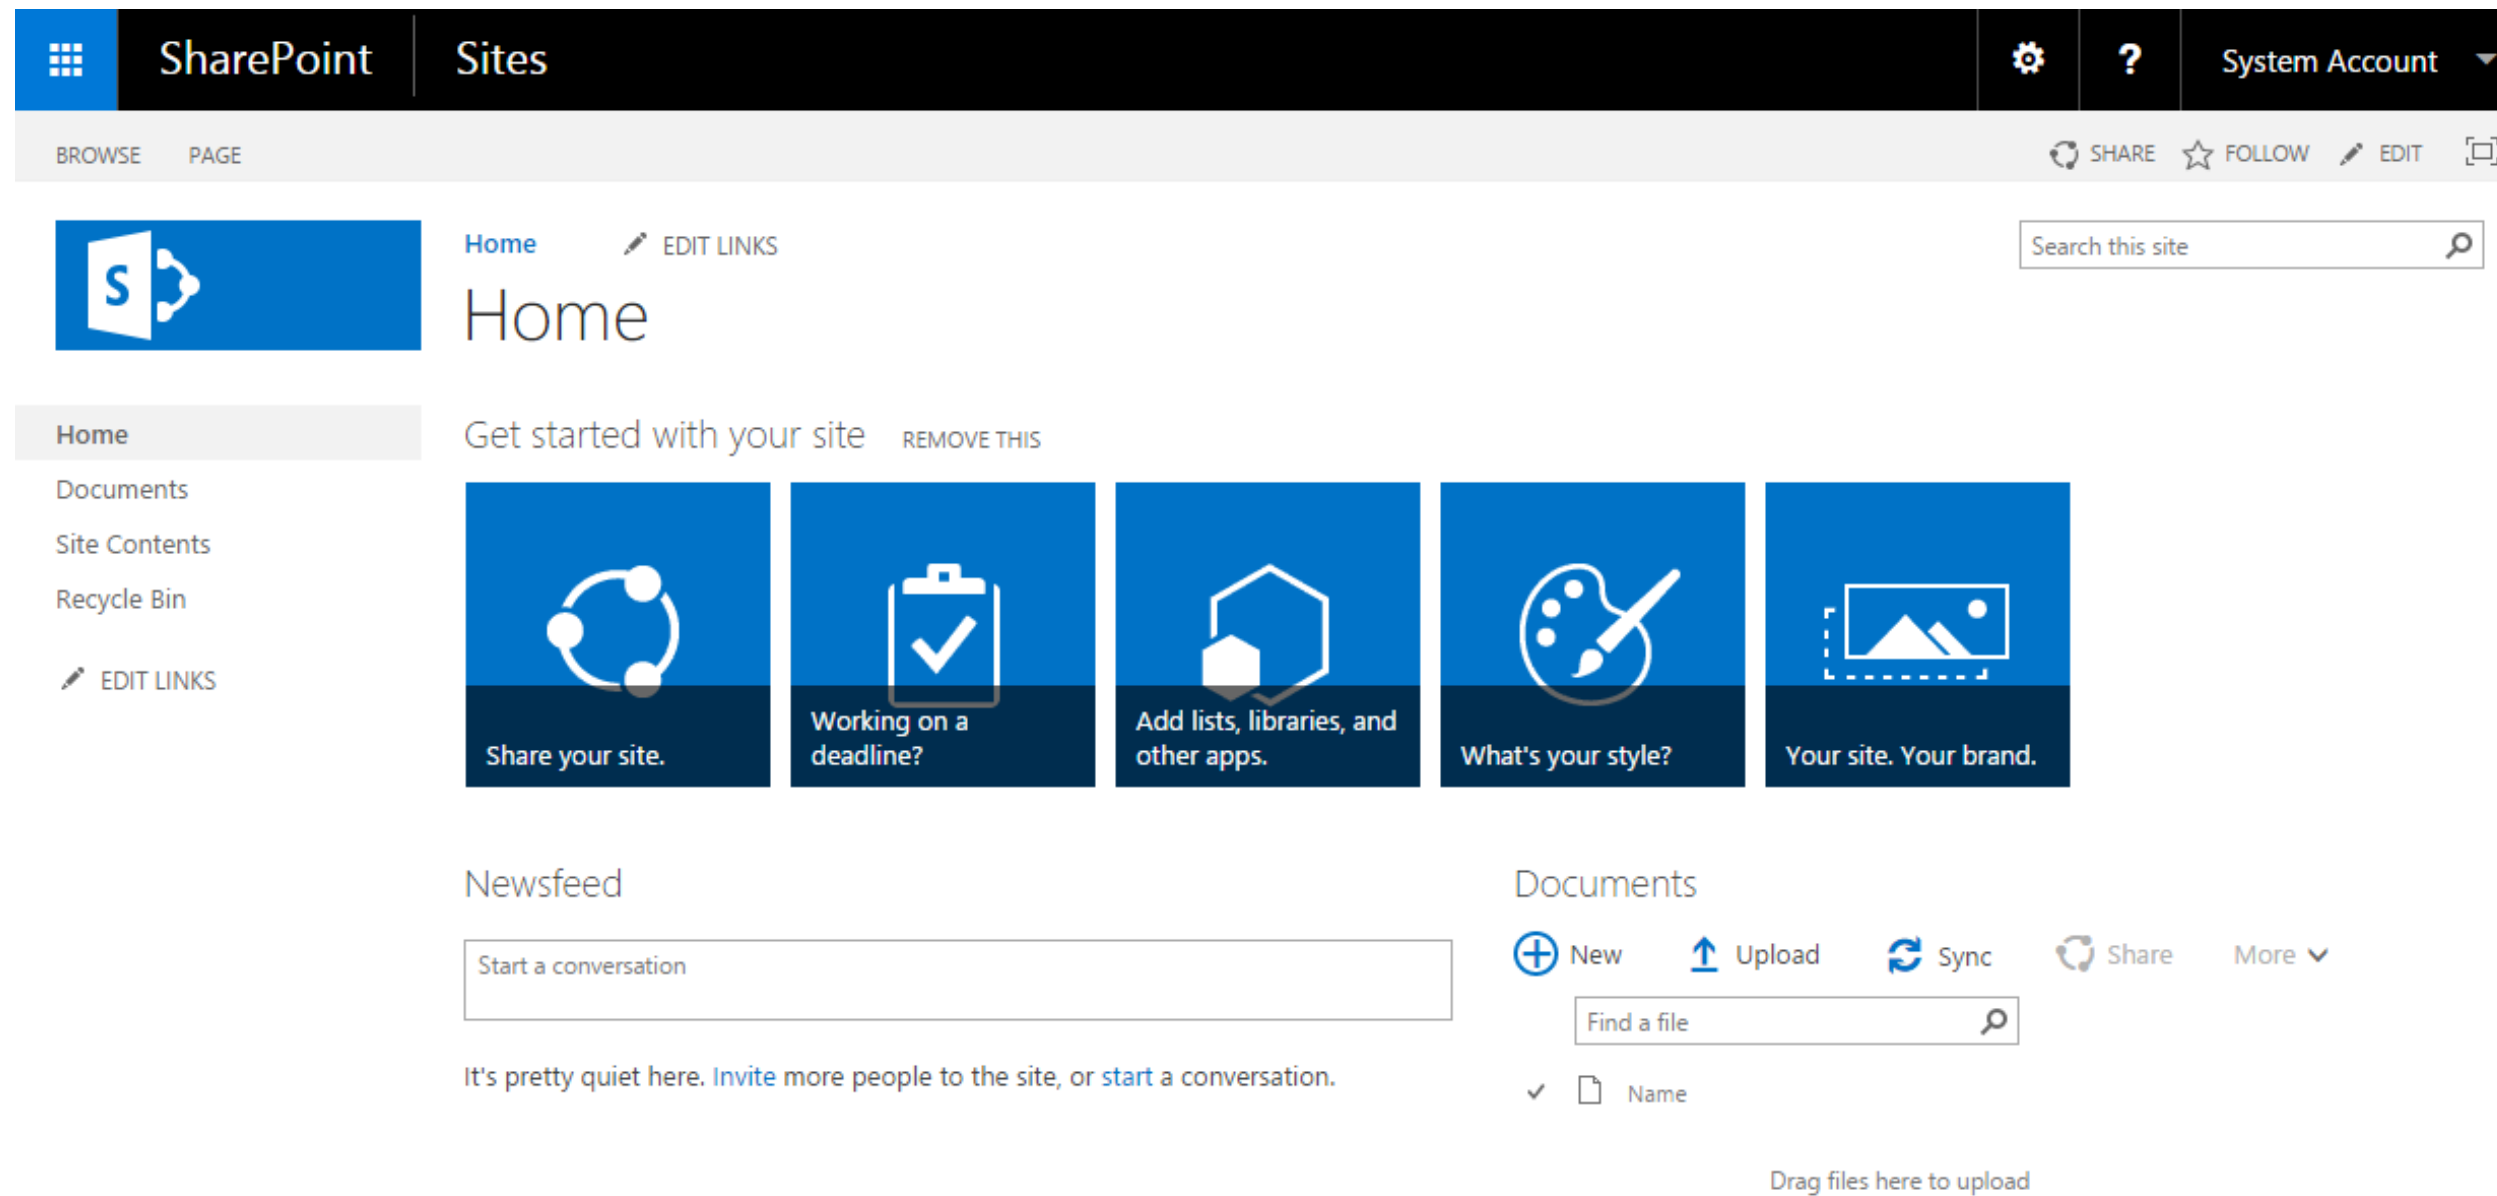 SharePoint
Sites
?
System Account
BROWSE
PAGE
SHARE
FOLLOW
EDIT
S
Home
EDIT LINKS
Search this site
Home
Home
Documents
Site Contents
Recycle Bin
EDIT LINKS
Get started with your site
REMOVE THIS
Share your site.
Working on a
deadline?
Add lists, libraries, and
other apps.
What's your style?
Your site. Your brand.
Newsfeed
Start a conversation
It's pretty quiet here. Invite more people to the site, or start a conversation.
Documents
New
Upload
Sync
Share
More
Find a file
Name
Drag files here to upload